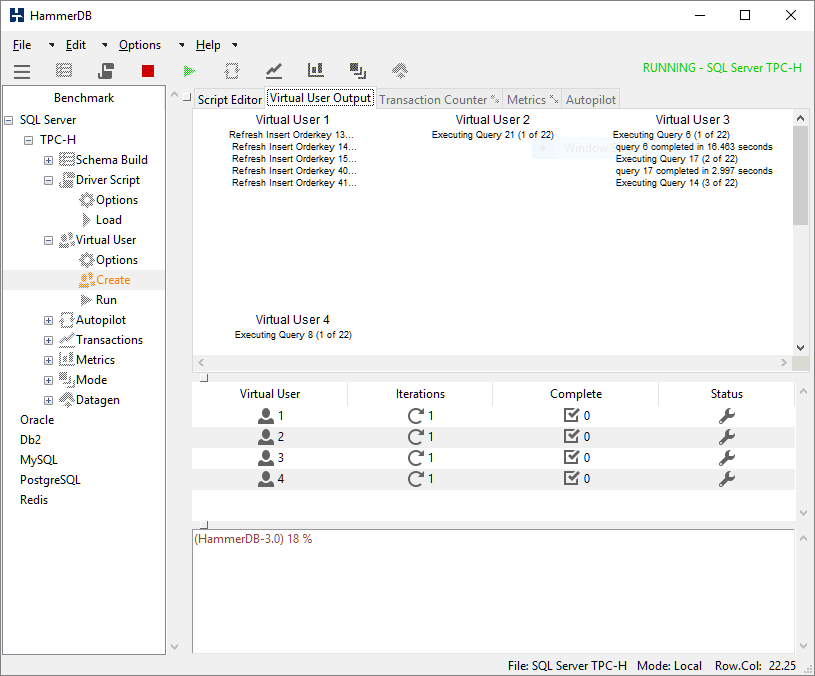 HammerDB
File Edit Options Help
RUNNING - SQL Server TPC-H
Benchmark
SQL Server
TPC-H
Schema Build
Driver Script
Options
Load
Virtual User
Options
Create
Run
Autopilot
Transactions
Metrics
Mode
Datagen
Oracle
Db2
MySQL
PostgreSQL
Redis
Script Editor Virtual User Output Transaction Counter Metrics Autopilot
Virtual User 1
Refresh Insert Orderkey 13...
Refresh Insert Orderkey 14...
Refresh Insert Orderkey 15...
Refresh Insert Orderkey 40...
Refresh Insert Orderkey 41...
Virtual User 2
Executing Query 21 (1 of 22)
Window
Virtual User 3
Executing Query 6 (1 of 22)
query 6 completed in 16.463 seconds
Executing Query 17 (2 of 22)
query 17 completed in 2.997 seconds
Executing Query 14 (3 of 22)
Virtual User 4
Executing Query 8 (1 of 22)
Virtual User Iterations Complete Status
1 1 0
2 1 0
3 1 0
4 1 0
(HammerDB-3.0) 18 %
File: SQL Server TPC-H Mode: Local Row.Col: 22.25